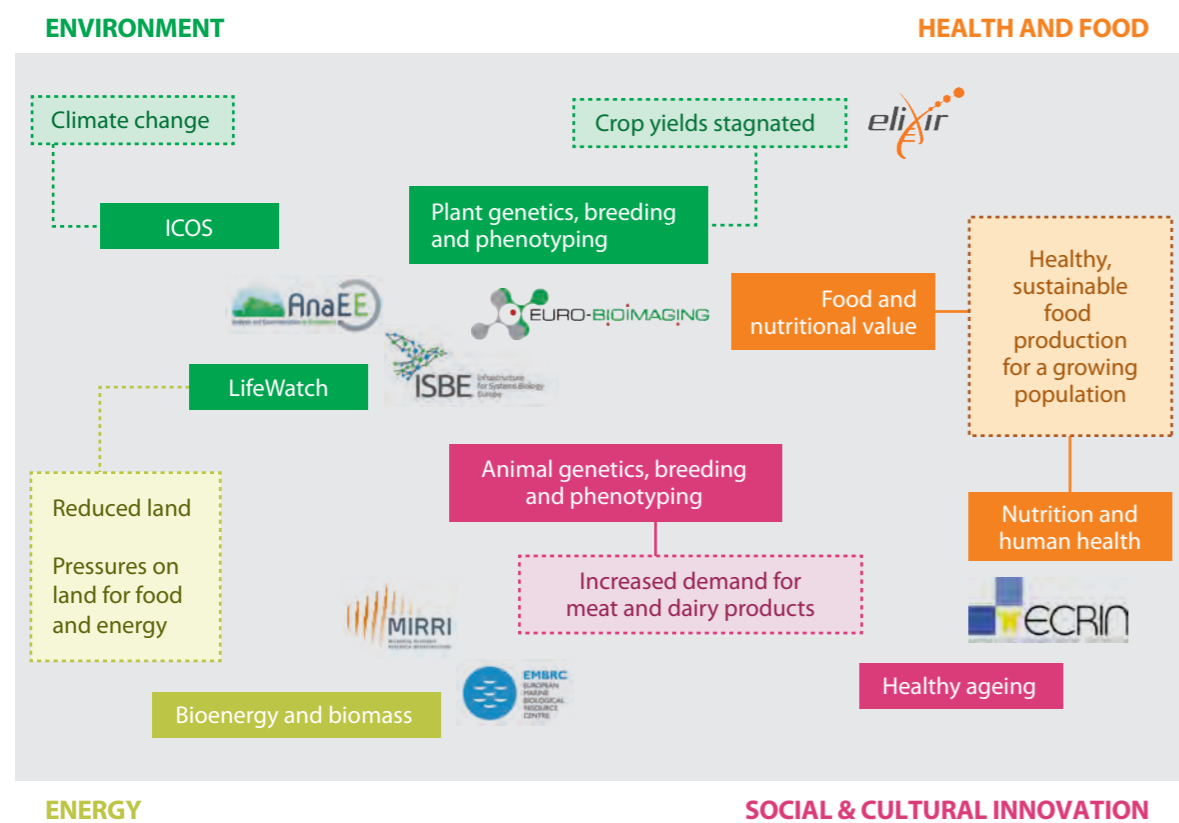 ENVIRONMENT
HEALTH AND FOOD
Climate change
Crop yields stagnated
elixir
ICOS
Plant genetics, breeding
and phenotyping
Healthy,
sustainable
food
production
for a growing
population
Food and
nutritional value
AnaEE
EURO-BIOIMAGING
ISBE
Infrastructure
for Systems Biology
Europe
LifeWatch
Animal genetics, breeding
and phenotyping
Reduced land
Pressures on
land for food
and energy
Nutrition and
human health
Increased demand for
meat and dairy products
MIRRI
ECRIN
EMBRC
EUROPEAN
MARINE
BIOLOGICAL
RESOURCE
CENTRE
Healthy ageing
Bioenergy and biomass
ENERGY
SOCIAL & CULTURAL INNOVATION